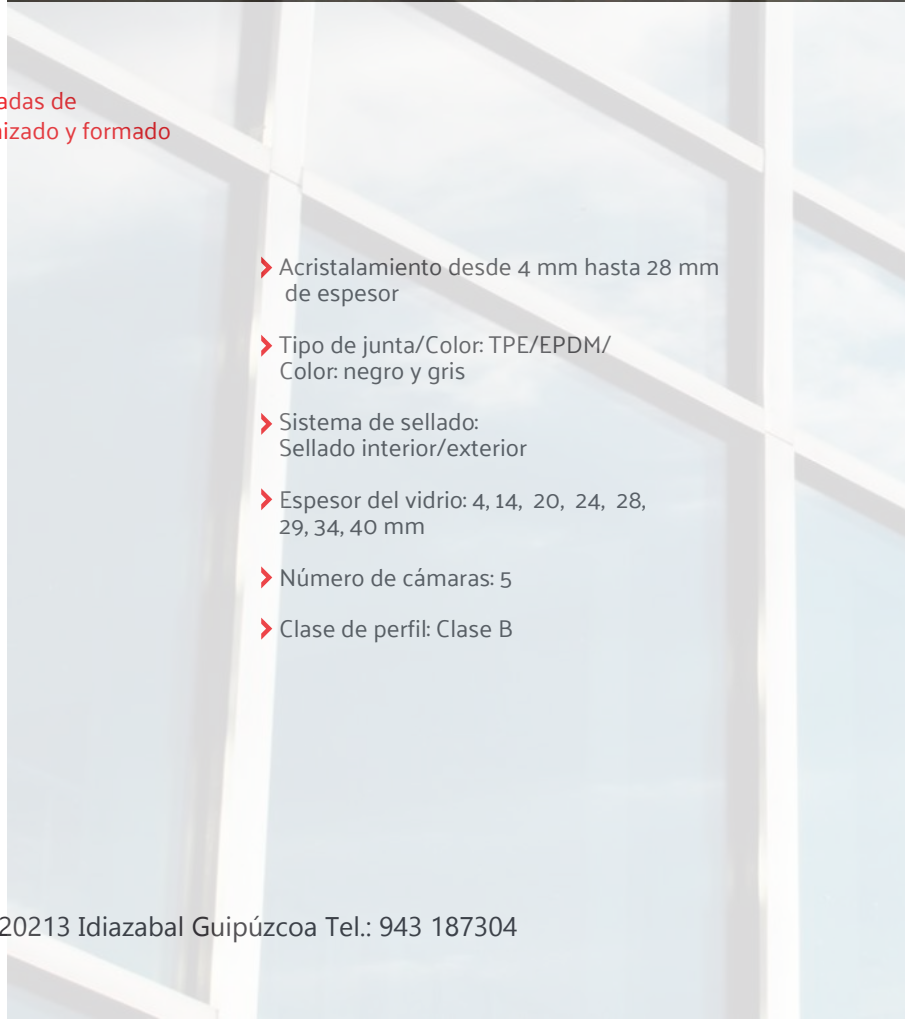 adas de
izado y formado
Acristalamiento desde 4 mm hasta 28 mm
de espesor
Tipo de junta/Color: TPE/EPDM/
Color: negro y gris
Sistema de sellado:
Sellado interior/exterior
Espesor del vidrio: 4, 14, 20, 24, 28,
29, 34, 40 mm
Número de cámaras: 5
Clase de perfil: Clase B
20213 Idiazabal Guipúzcoa Tel.: 943 187304